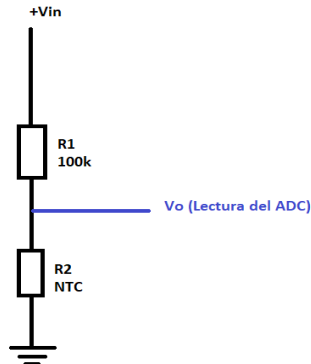 +Vin
R1
100k
Vo (Lectura del ADC)
R2
NTC